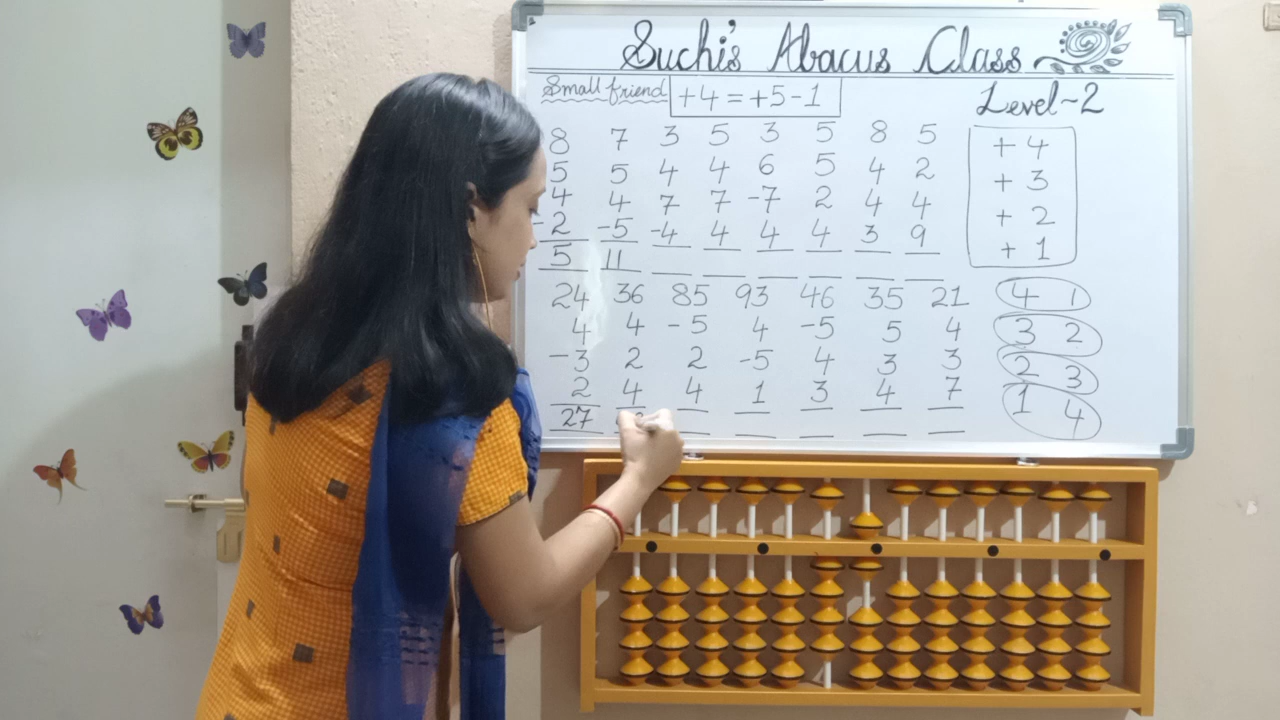 Suchi's Abacus Class
Small friend +4 = +5-1 Level-2
8 7 3 5 3 5 8 5
5 5 4 4 6 5 4 2
4 4 7 7 -7 2 4 4
-2 -5 -4 4 4 4 3 9
5 11
24 36 85 93 46 35 21
4 4 -5 4 -5 5 4
-3 2 2 -5 4 3 3
2 4 4 1 3 4 7
27
+ 4
+ 3
+ 2
+ 1
4 1
3 2
2 3
1 4